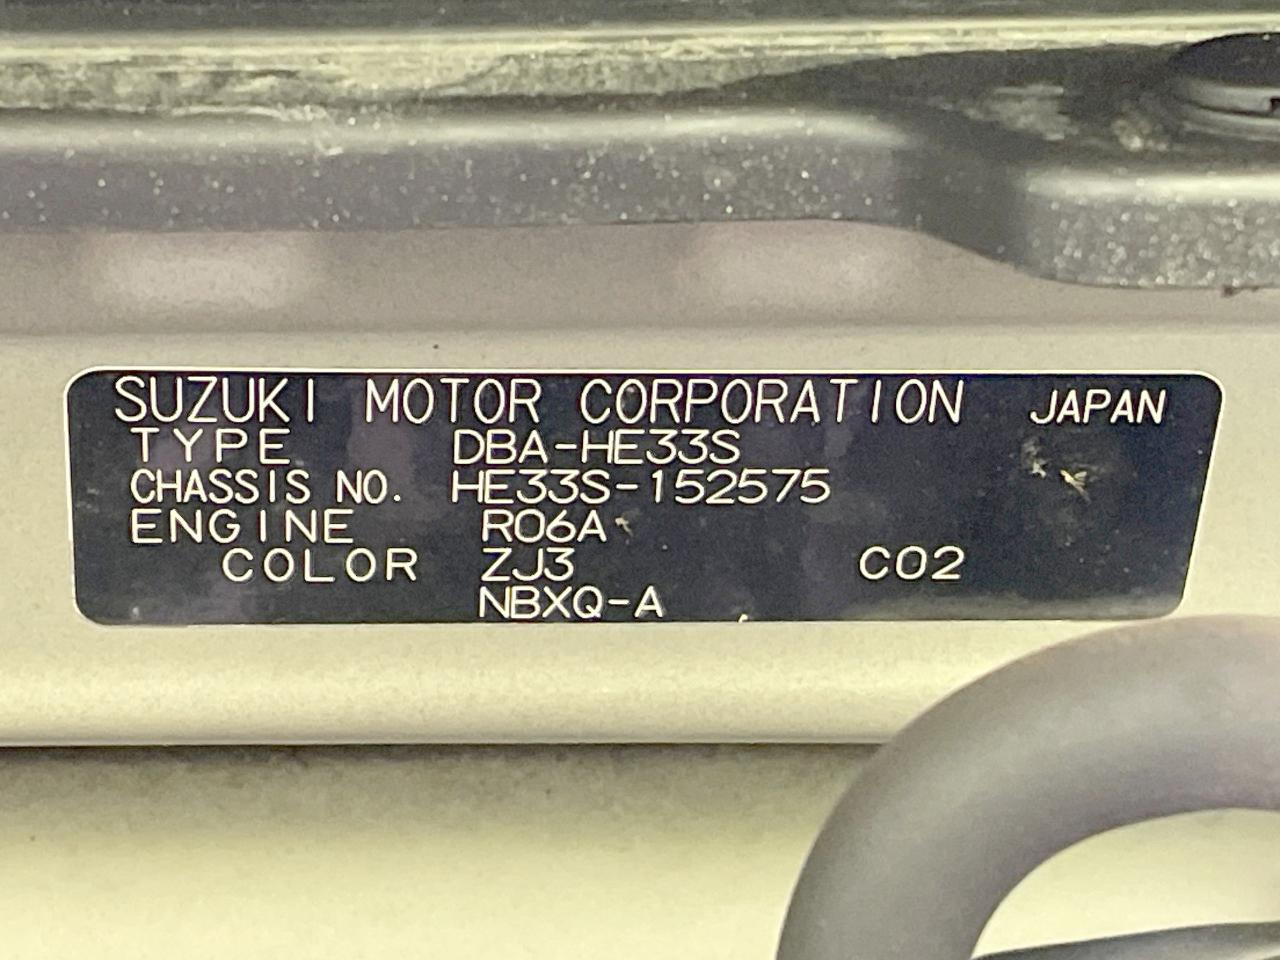 SUZUKI MOTOR CORPORATION JAPAN
TYPE DBA-HE33S
CHASSIS NO. HE33S-152575
ENGINE R06A
COLOR ZJ3 C02
NBXQ-A